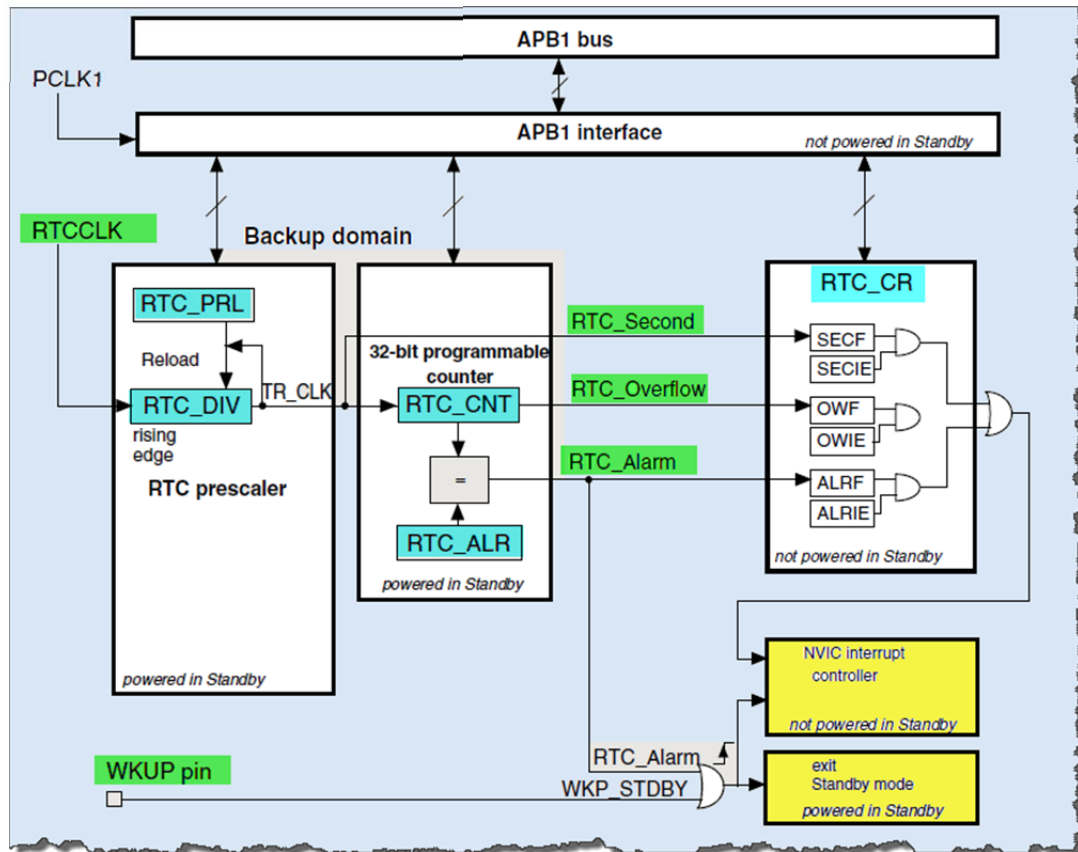 APB1 bus
PCLK1
APB1 interface
not powered in Standby
RTCCLK
Backup domain
RTC_PRL
Reload
RTC_DIV
TR_CLK
rising
edge
RTC prescaler
powered in Standby
32-bit programmable
counter
RTC_CNT
=
RTC_ALR
powered in Standby
RTC_Second
RTC_Overflow
RTC_Alarm
RTC_CR
SECF
SECIE
OWF
OWIE
ALRF
ALRIE
not powered in Standby
NVIC interrupt
controller
not powered in Standby
RTC_Alarm
WKUP pin
WKP_STDBY
exit
Standby mode
powered in Standby